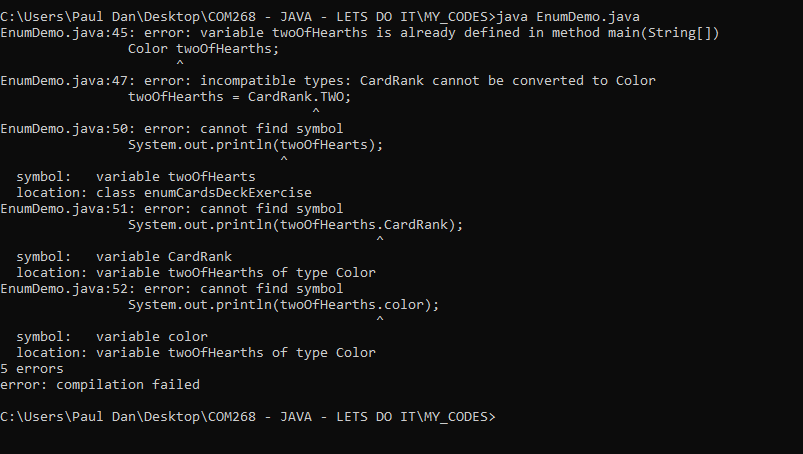 C:\Users\Paul Dan\Desktop\COM268 - JAVA - LETS DO IT\MY_CODES>java EnumDemo.java
EnumDemo.java:45: error: variable twoOfHearths is already defined in method main(String[])
                Color twoOfHearths;
                      ^
EnumDemo.java:47: error: incompatible types: CardRank cannot be converted to Color
                twoOfHearths = CardRank.TWO;
                                       ^
EnumDemo.java:50: error: cannot find symbol
                System.out.println(twoOfHearts);
                                   ^
  symbol:   variable twoOfHearts
  location: class enumCardsDeckExercise
EnumDemo.java:51: error: cannot find symbol
                System.out.println(twoOfHearths.CardRank);
                                               ^
  symbol:   variable CardRank
  location: variable twoOfHearths of type Color
EnumDemo.java:52: error: cannot find symbol
                System.out.println(twoOfHearths.color);
                                               ^
  symbol:   variable color
  location: variable twoOfHearths of type Color
5 errors
error: compilation failed

C:\Users\Paul Dan\Desktop\COM268 - JAVA - LETS DO IT\MY_CODES>